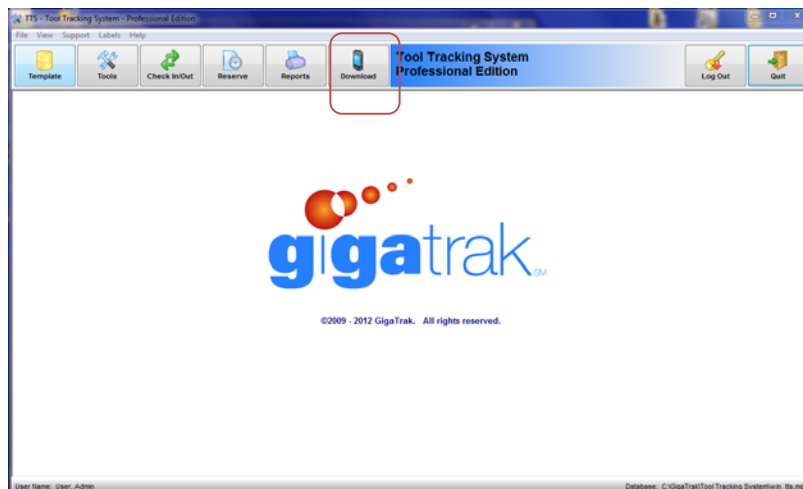 TTS - Tool Tracking System - Professional Edition
File View Support Labels Help
Template Tools Check In/Out Reserve Reports Download
Tool Tracking System
Professional Edition
Log Out Quit
gigatrak SM
©2009 - 2012 GigaTrak. All rights reserved.
User Name: User, Admin
Database: C:\GigaTrak\Tool Tracking System\win_tts.md